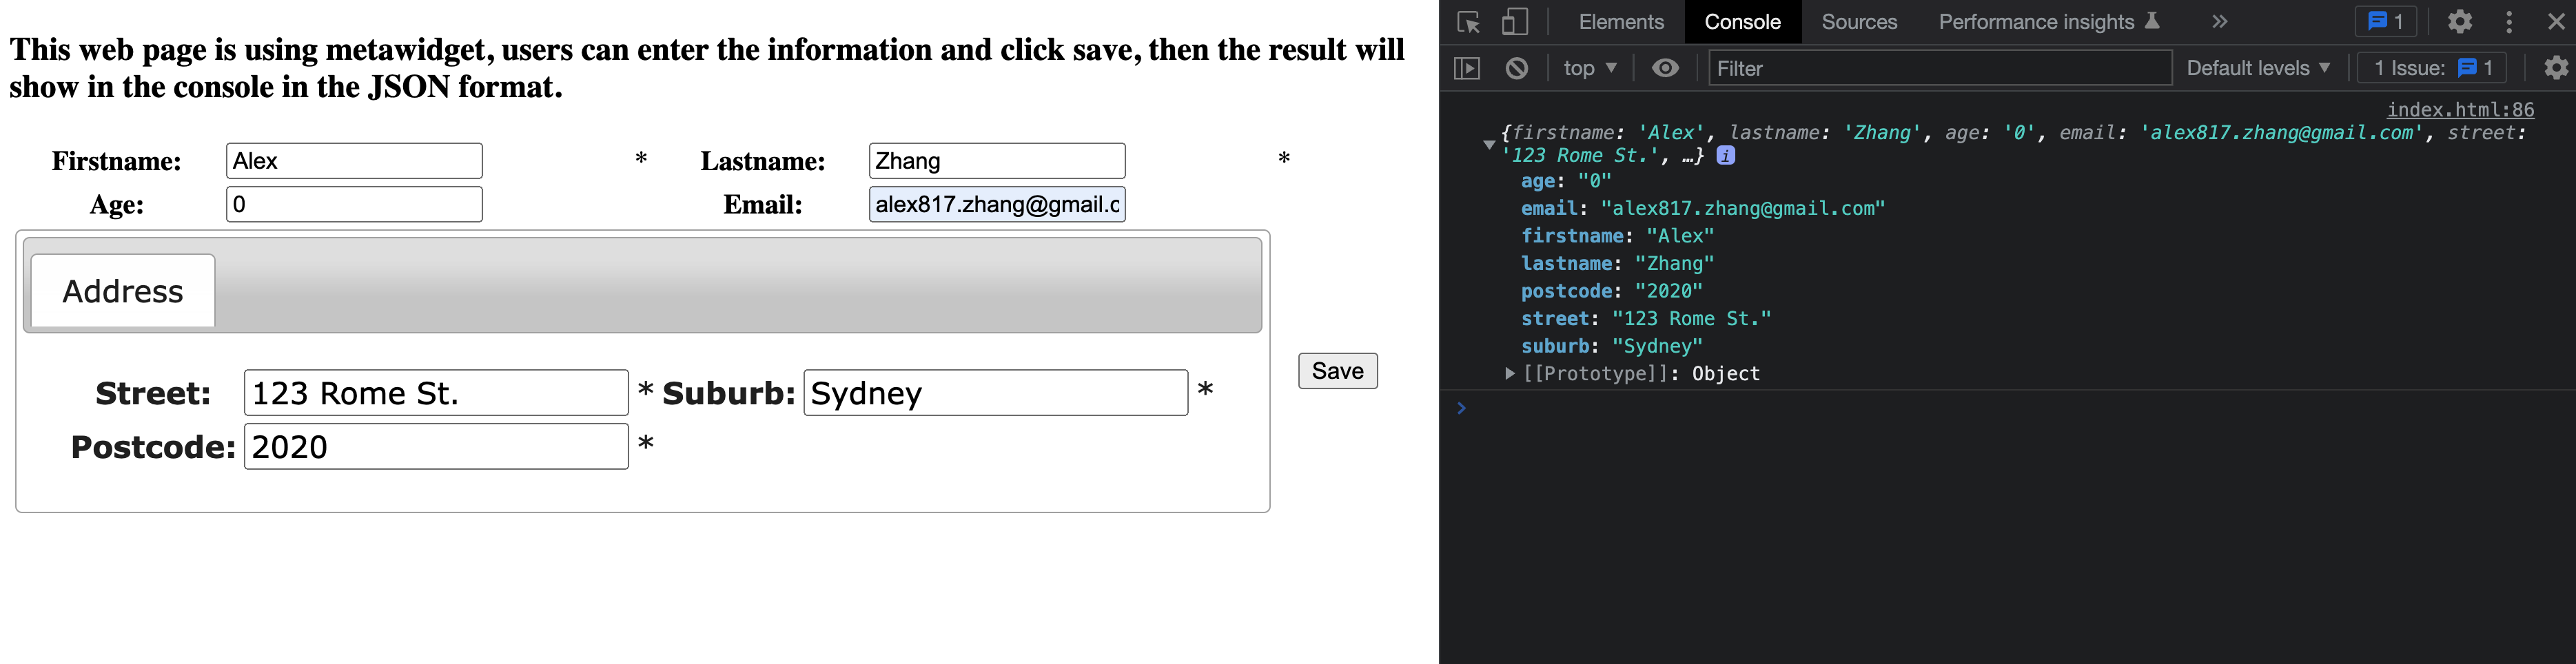 This web page is using metawidget, users can enter the information and click save, then the result will
show in the console in the JSON format.
Firstname: Alex * Lastname: Zhang *
Age: 0 Email: alex817.zhang@gmail.c
Address
Street: 123 Rome St. * Suburb: Sydney *
Postcode: 2020 *
Save
Elements Console Sources Performance insights » 1
top ▼ Filter Default levels ▼ 1 Issue: 1
index.html:86
{firstname: 'Alex', lastname: 'Zhang', age: '0', email: 'alex817.zhang@gmail.com', street:
'123 Rome St.', …} i
age: "0"
email: "alex817.zhang@gmail.com"
firstname: "Alex"
lastname: "Zhang"
postcode: "2020"
street: "123 Rome St."
suburb: "Sydney"
[[Prototype]]: Object